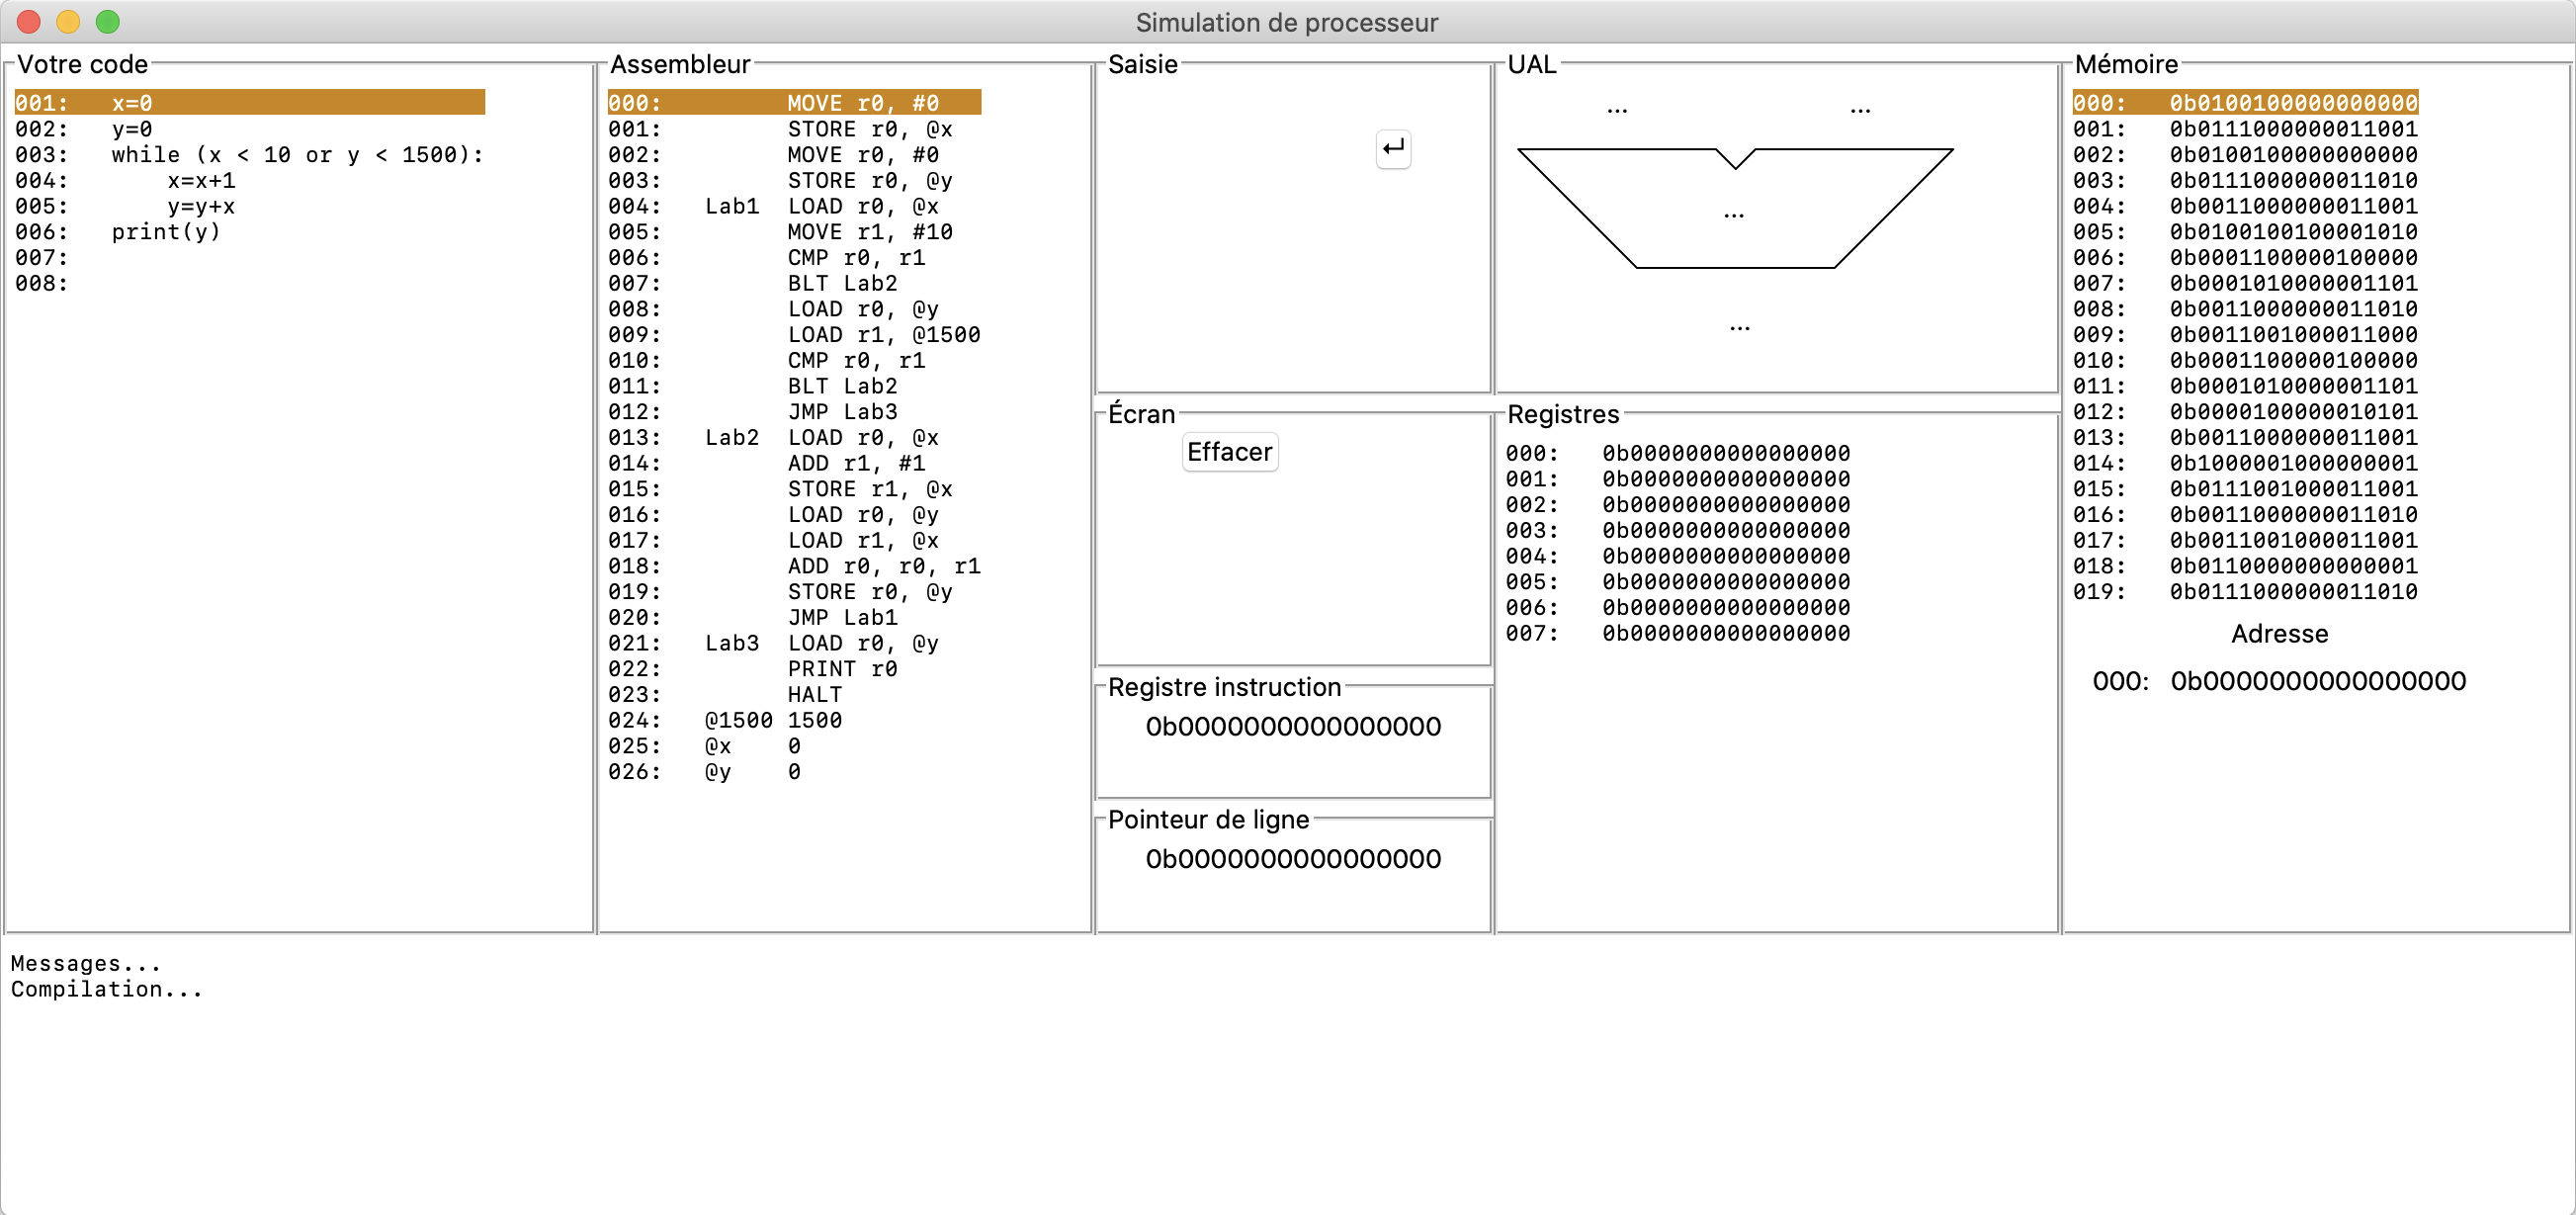 Simulation de processeur
Votre code
001:   x=0
002:   y=0
003:   while (x < 10 or y < 1500):
004:       x=x+1
005:       y=y+x
006:   print(y)
007:
008:
Assembleur
000:         MOVE r0, #0
001:         STORE r0, @x
002:         MOVE r0, #0
003:         STORE r0, @y
004:   Lab1  LOAD r0, @x
005:         MOVE r1, #10
006:         CMP r0, r1
007:         BLT Lab2
008:         LOAD r0, @y
009:         LOAD r1, @1500
010:         CMP r0, r1
011:         BLT Lab2
012:         JMP Lab3
013:   Lab2  LOAD r0, @x
014:         ADD r1, #1
015:         STORE r1, @x
016:         LOAD r0, @y
017:         LOAD r1, @x
018:         ADD r0, r0, r1
019:         STORE r0, @y
020:         JMP Lab1
021:   Lab3  LOAD r0, @y
022:         PRINT r0
023:         HALT
024:   @1500 1500
025:   @x    0
026:   @y    0
Saisie
↵
Écran
Effacer
Registre instruction
0b0000000000000000
Pointeur de ligne
0b0000000000000000
UAL
... ...
...
...
Registres
000:   0b0000000000000000
001:   0b0000000000000000
002:   0b0000000000000000
003:   0b0000000000000000
004:   0b0000000000000000
005:   0b0000000000000000
006:   0b0000000000000000
007:   0b0000000000000000
Mémoire
000:   0b0100100000000000
001:   0b0111000000011001
002:   0b0100100000000000
003:   0b0111000000011010
004:   0b0011000000011001
005:   0b0100100100001010
006:   0b0001100000100000
007:   0b0001010000001101
008:   0b0011000000011010
009:   0b0011001000011000
010:   0b0001100000100000
011:   0b0001010000001101
012:   0b0000100000010101
013:   0b0011000000011001
014:   0b1000001000000001
015:   0b0111001000011001
016:   0b0011000000011010
017:   0b0011001000011001
018:   0b0110000000000001
019:   0b0111000000011010
Adresse
000:   0b0000000000000000
Messages...
Compilation...